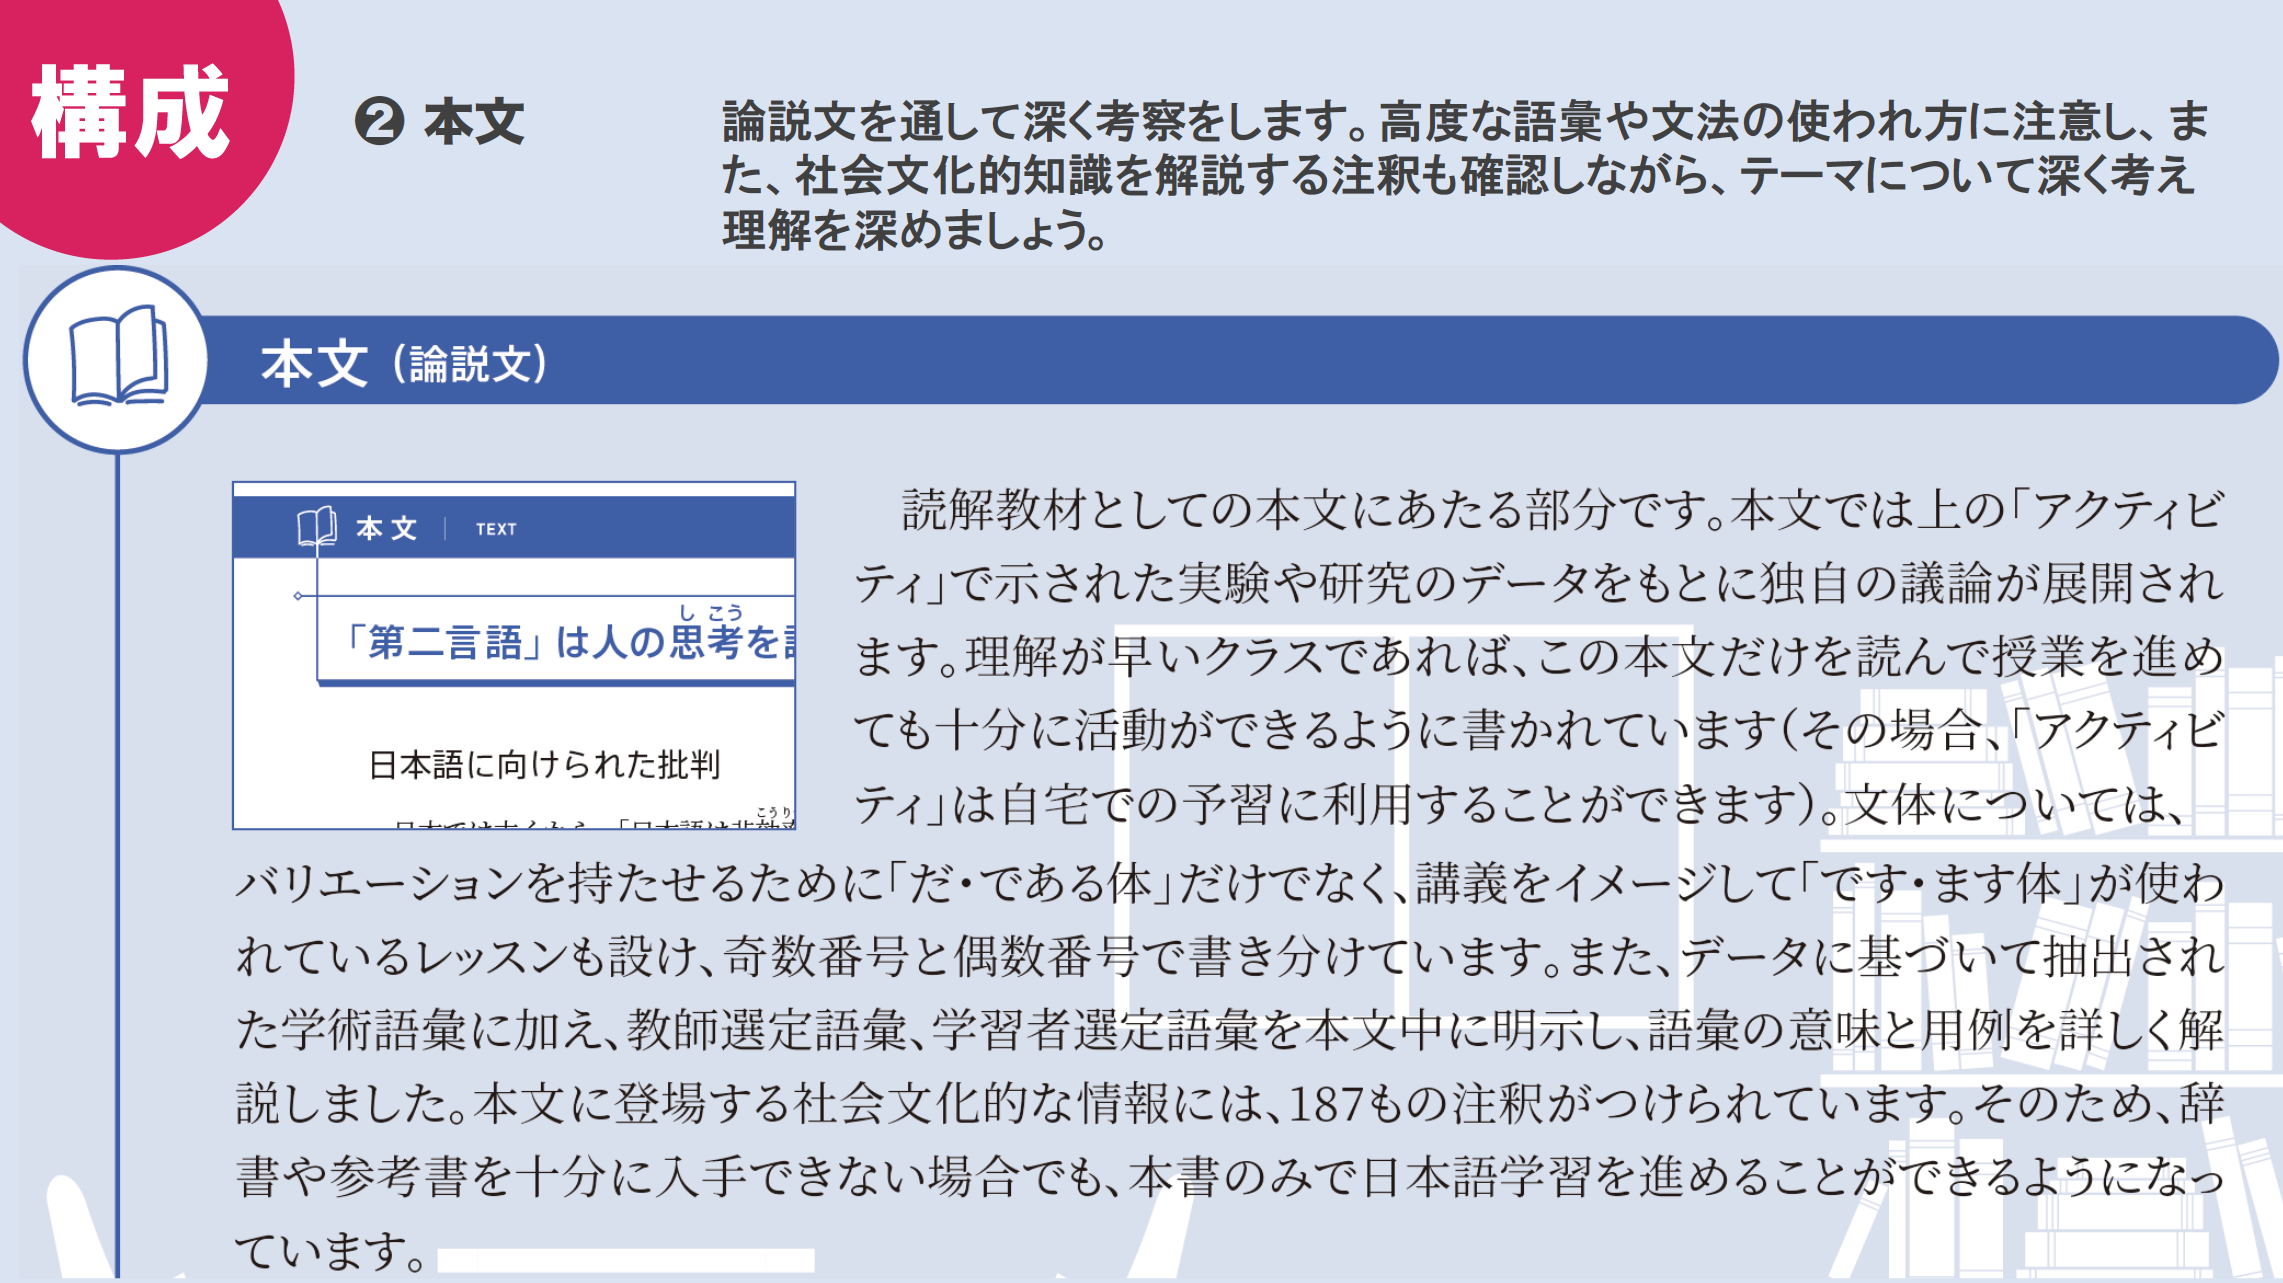 構成
❷ 本文
論説文を通して深く考察をします。高度な語彙や文法の使われ方に注意し、ま
た、社会文化的知識を解説する注釈も確認しながら、テーマについて深く考え
理解を深めましょう。
本文（論説文）
本文 | TEXT
しこう
「第二言語」は人の思考を
日本語に向けられた批判
こうり
日本では古くから、「日本語は非効率
読解教材としての本文にあたる部分です。本文では上の「アクティビ
ティ」で示された実験や研究のデータをもとに独自の議論が展開され
ます。理解が早いクラスであれば、この本文だけを読んで授業を進め
ても十分に活動ができるように書かれています（その場合、「アクティビ
ティ」は自宅での予習に利用することができます）。文体については、
バリエーションを持たせるために「だ・である体」だけでなく、講義をイメージして「です・ます体」が使わ
れているレッスンも設け、奇数番号と偶数番号で書き分けています。また、データに基づいて抽出され
た学術語彙に加え、教師選定語彙、学習者選定語彙を本文中に明示し、語彙の意味と用例を詳しく解
説しました。本文に登場する社会文化的な情報には、187もの注釈がつけられています。そのため、辞
書や参考書を十分に入手できない場合でも、本書のみで日本語学習を進めることができるようになっ
ています。